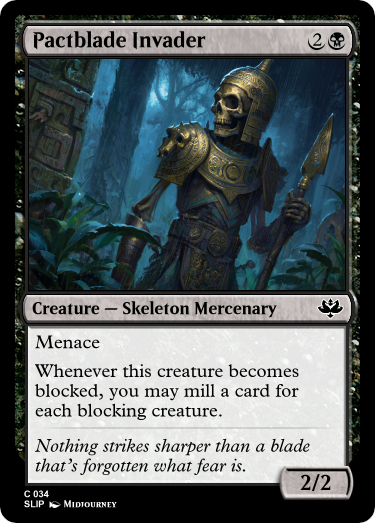 Pactblade Invader 2
Creature — Skeleton Mercenary
Menace
Whenever this creature becomes
blocked, you may mill a card for
each blocking creature.
Nothing strikes sharper than a blade
that's forgotten what fear is.
2/2
C 034
SLIP Midjourney